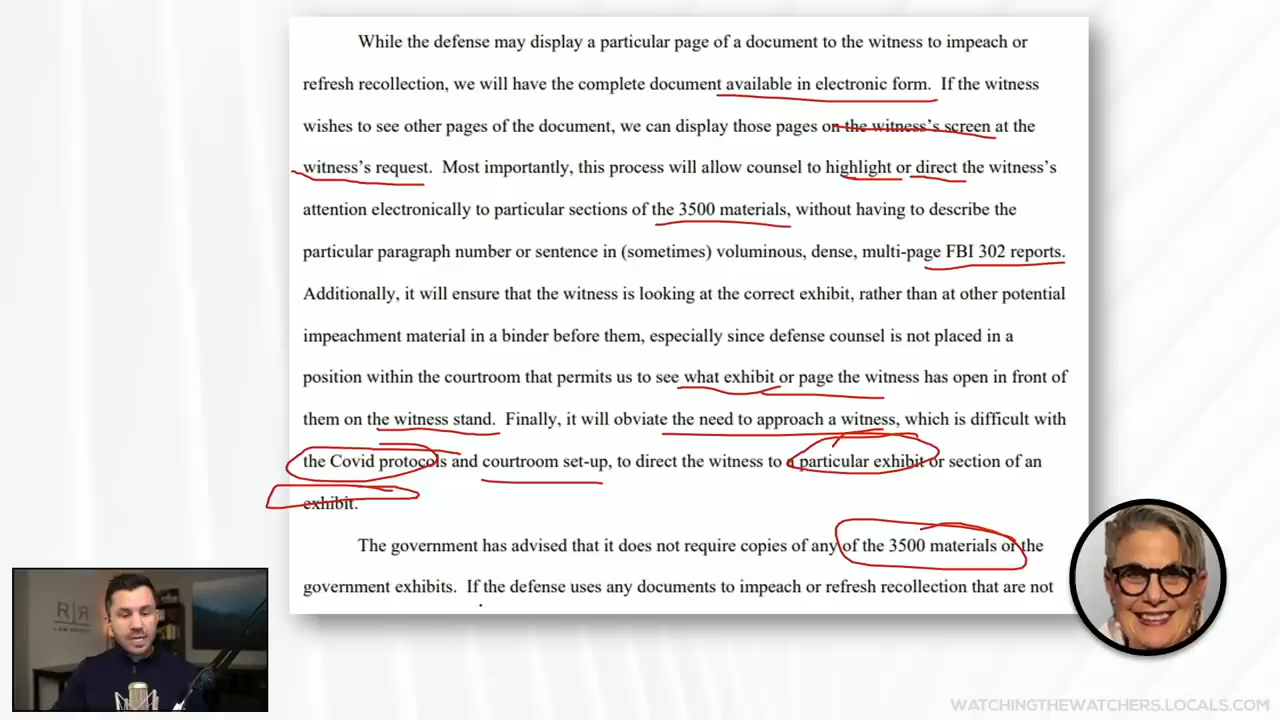 While the defense may display a particular page of a document to the witness to impeach or
refresh recollection, we will have the complete document available in electronic form. If the witness
wishes to see other pages of the document, we can display those pages on the witness's screen at the
witness's request. Most importantly, this process will allow counsel to highlight or direct the witness's
attention electronically to particular sections of the 3500 materials, without having to describe the
particular paragraph number or sentence in (sometimes) voluminous, dense, multi-page FBI 302 reports.
Additionally, it will ensure that the witness is looking at the correct exhibit, rather than at other potential
impeachment material in a binder before them, especially since defense counsel is not placed in a
position within the courtroom that permits us to see what exhibit or page the witness has open in front of
them on the witness stand. Finally, it will obviate the need to approach a witness, which is difficult with
the Covid protocols and courtroom set-up, to direct the witness to a particular exhibit or section of an
exhibit.
The government has advised that it does not require copies of any of the 3500 materials or the
government exhibits. If the defense uses any documents to impeach or refresh recollection that are not
R|R
LAW GROUP
WATCHINGTHEWATCHERS.LOCALS.COM